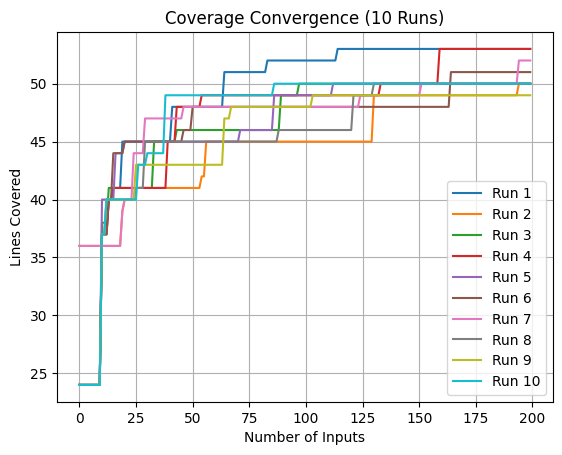 Coverage Convergence (10 Runs)
Lines Covered
50
45
40
35
30
25
Run 1
Run 2
Run 3
Run 4
Run 5
Run 6
Run 7
Run 8
Run 9
Run 10
0 25 50 75 100 125 150 175 200
Number of Inputs